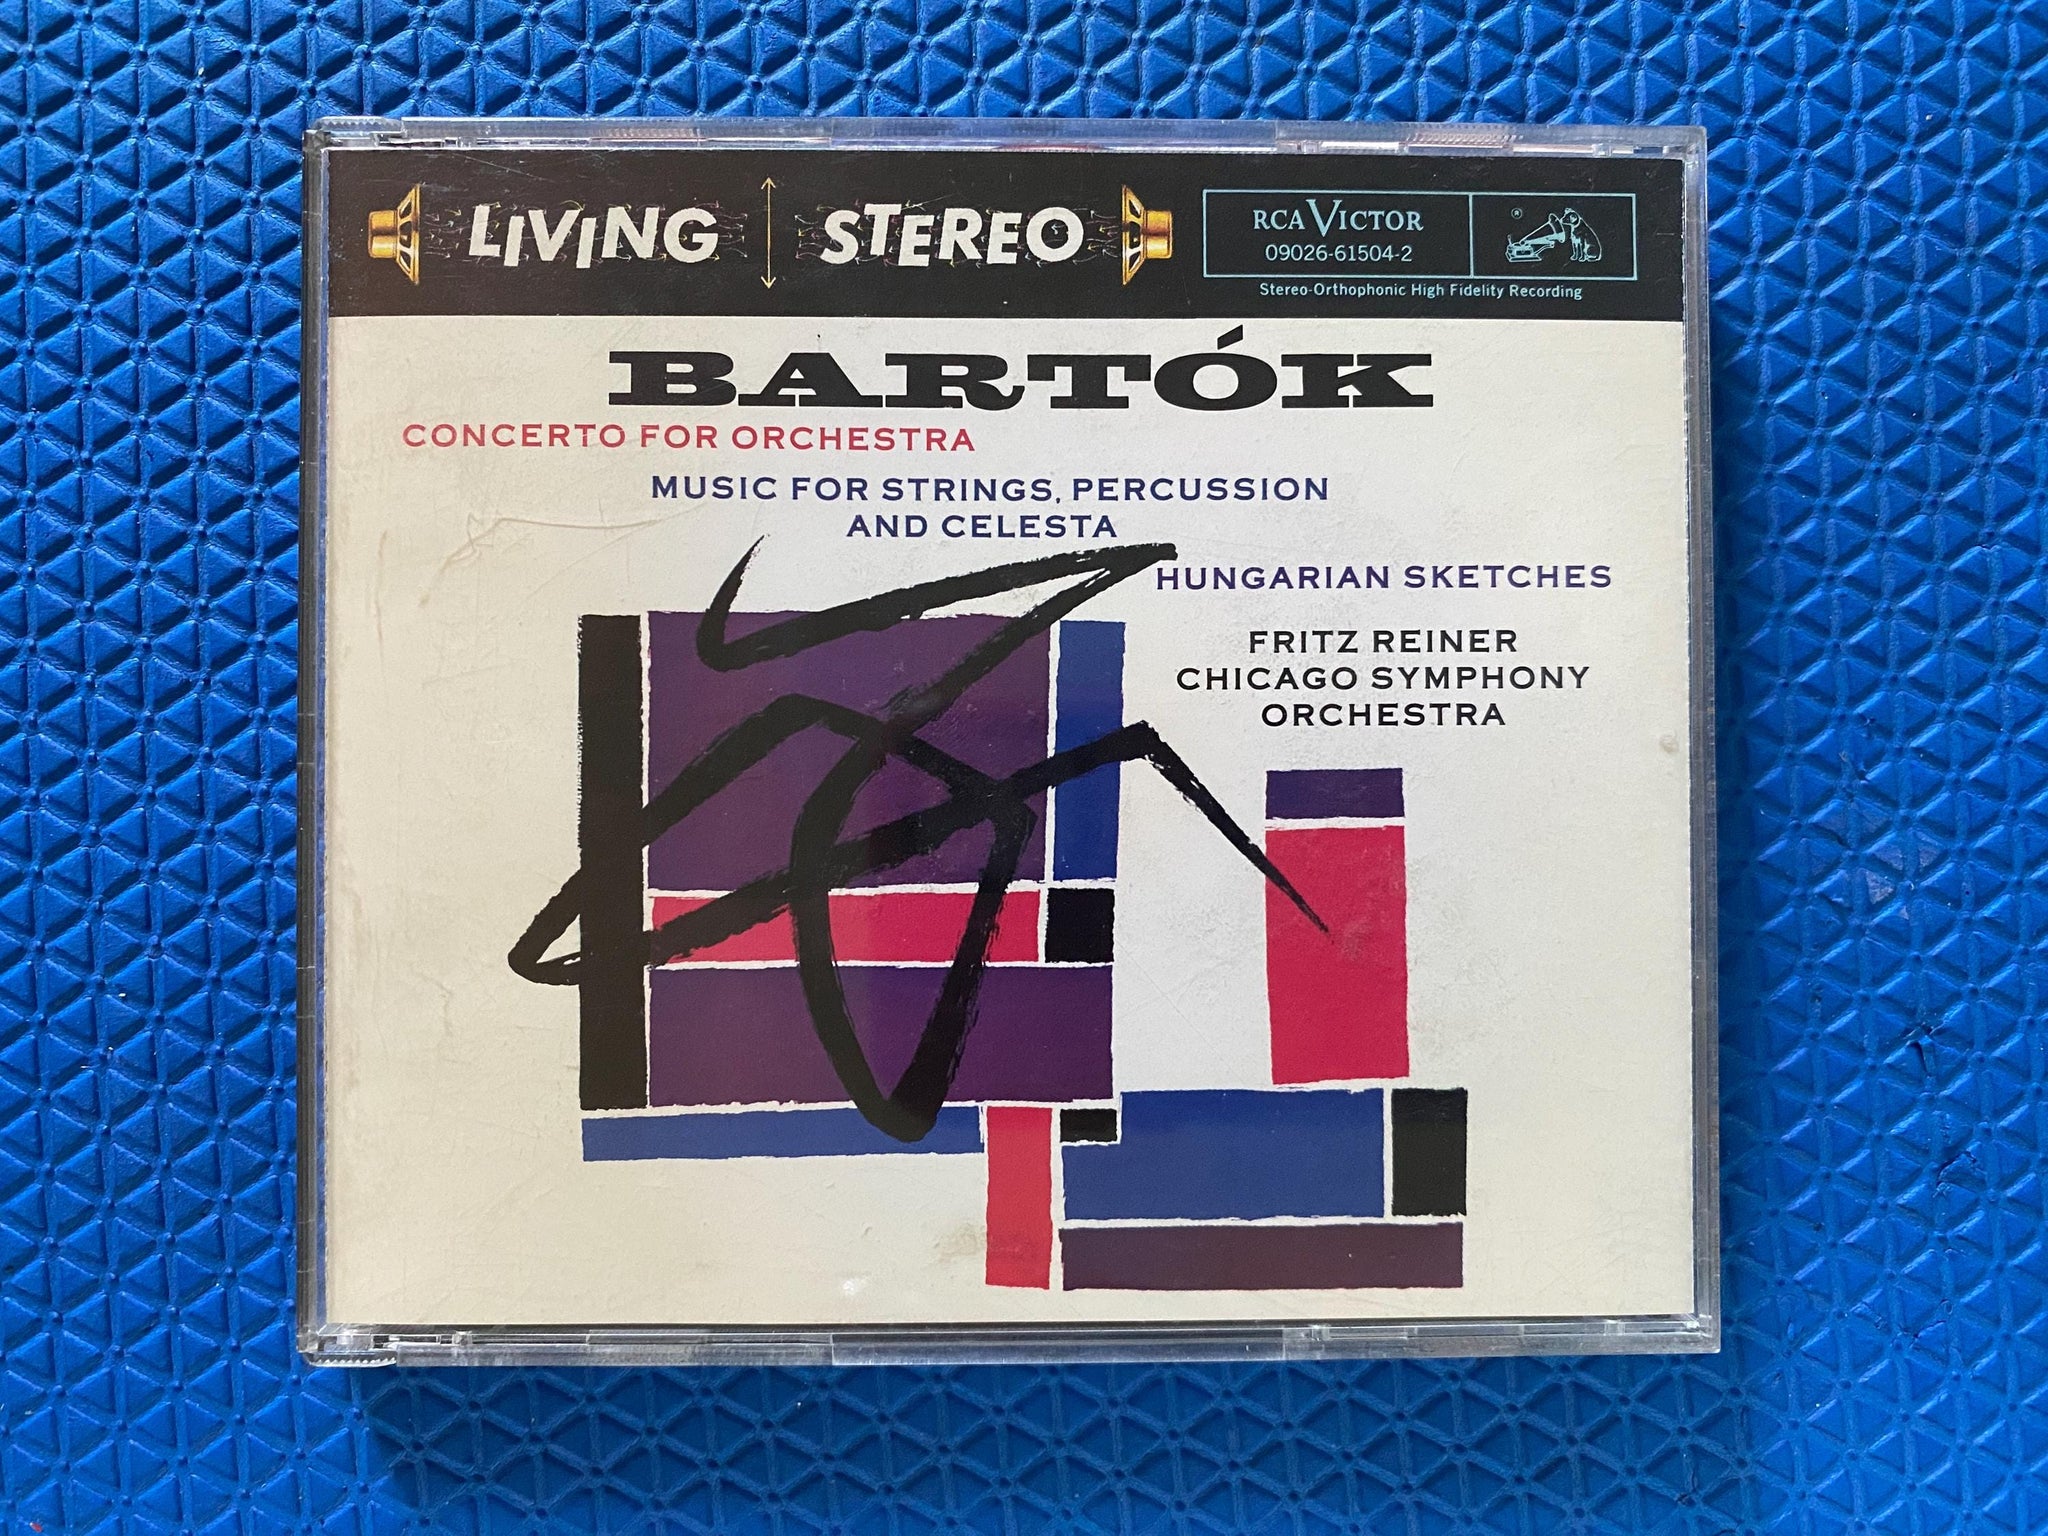 LIVING STEREO
RCA VICTOR
09026-61504-2
®
Stereo-Orthophonic High Fidelity Recording
BARTÓK
CONCERTO FOR ORCHESTRA
MUSIC FOR STRINGS, PERCUSSION
AND CELESTA
HUNGARIAN SKETCHES
FRITZ REINER
CHICAGO SYMPHONY
ORCHESTRA